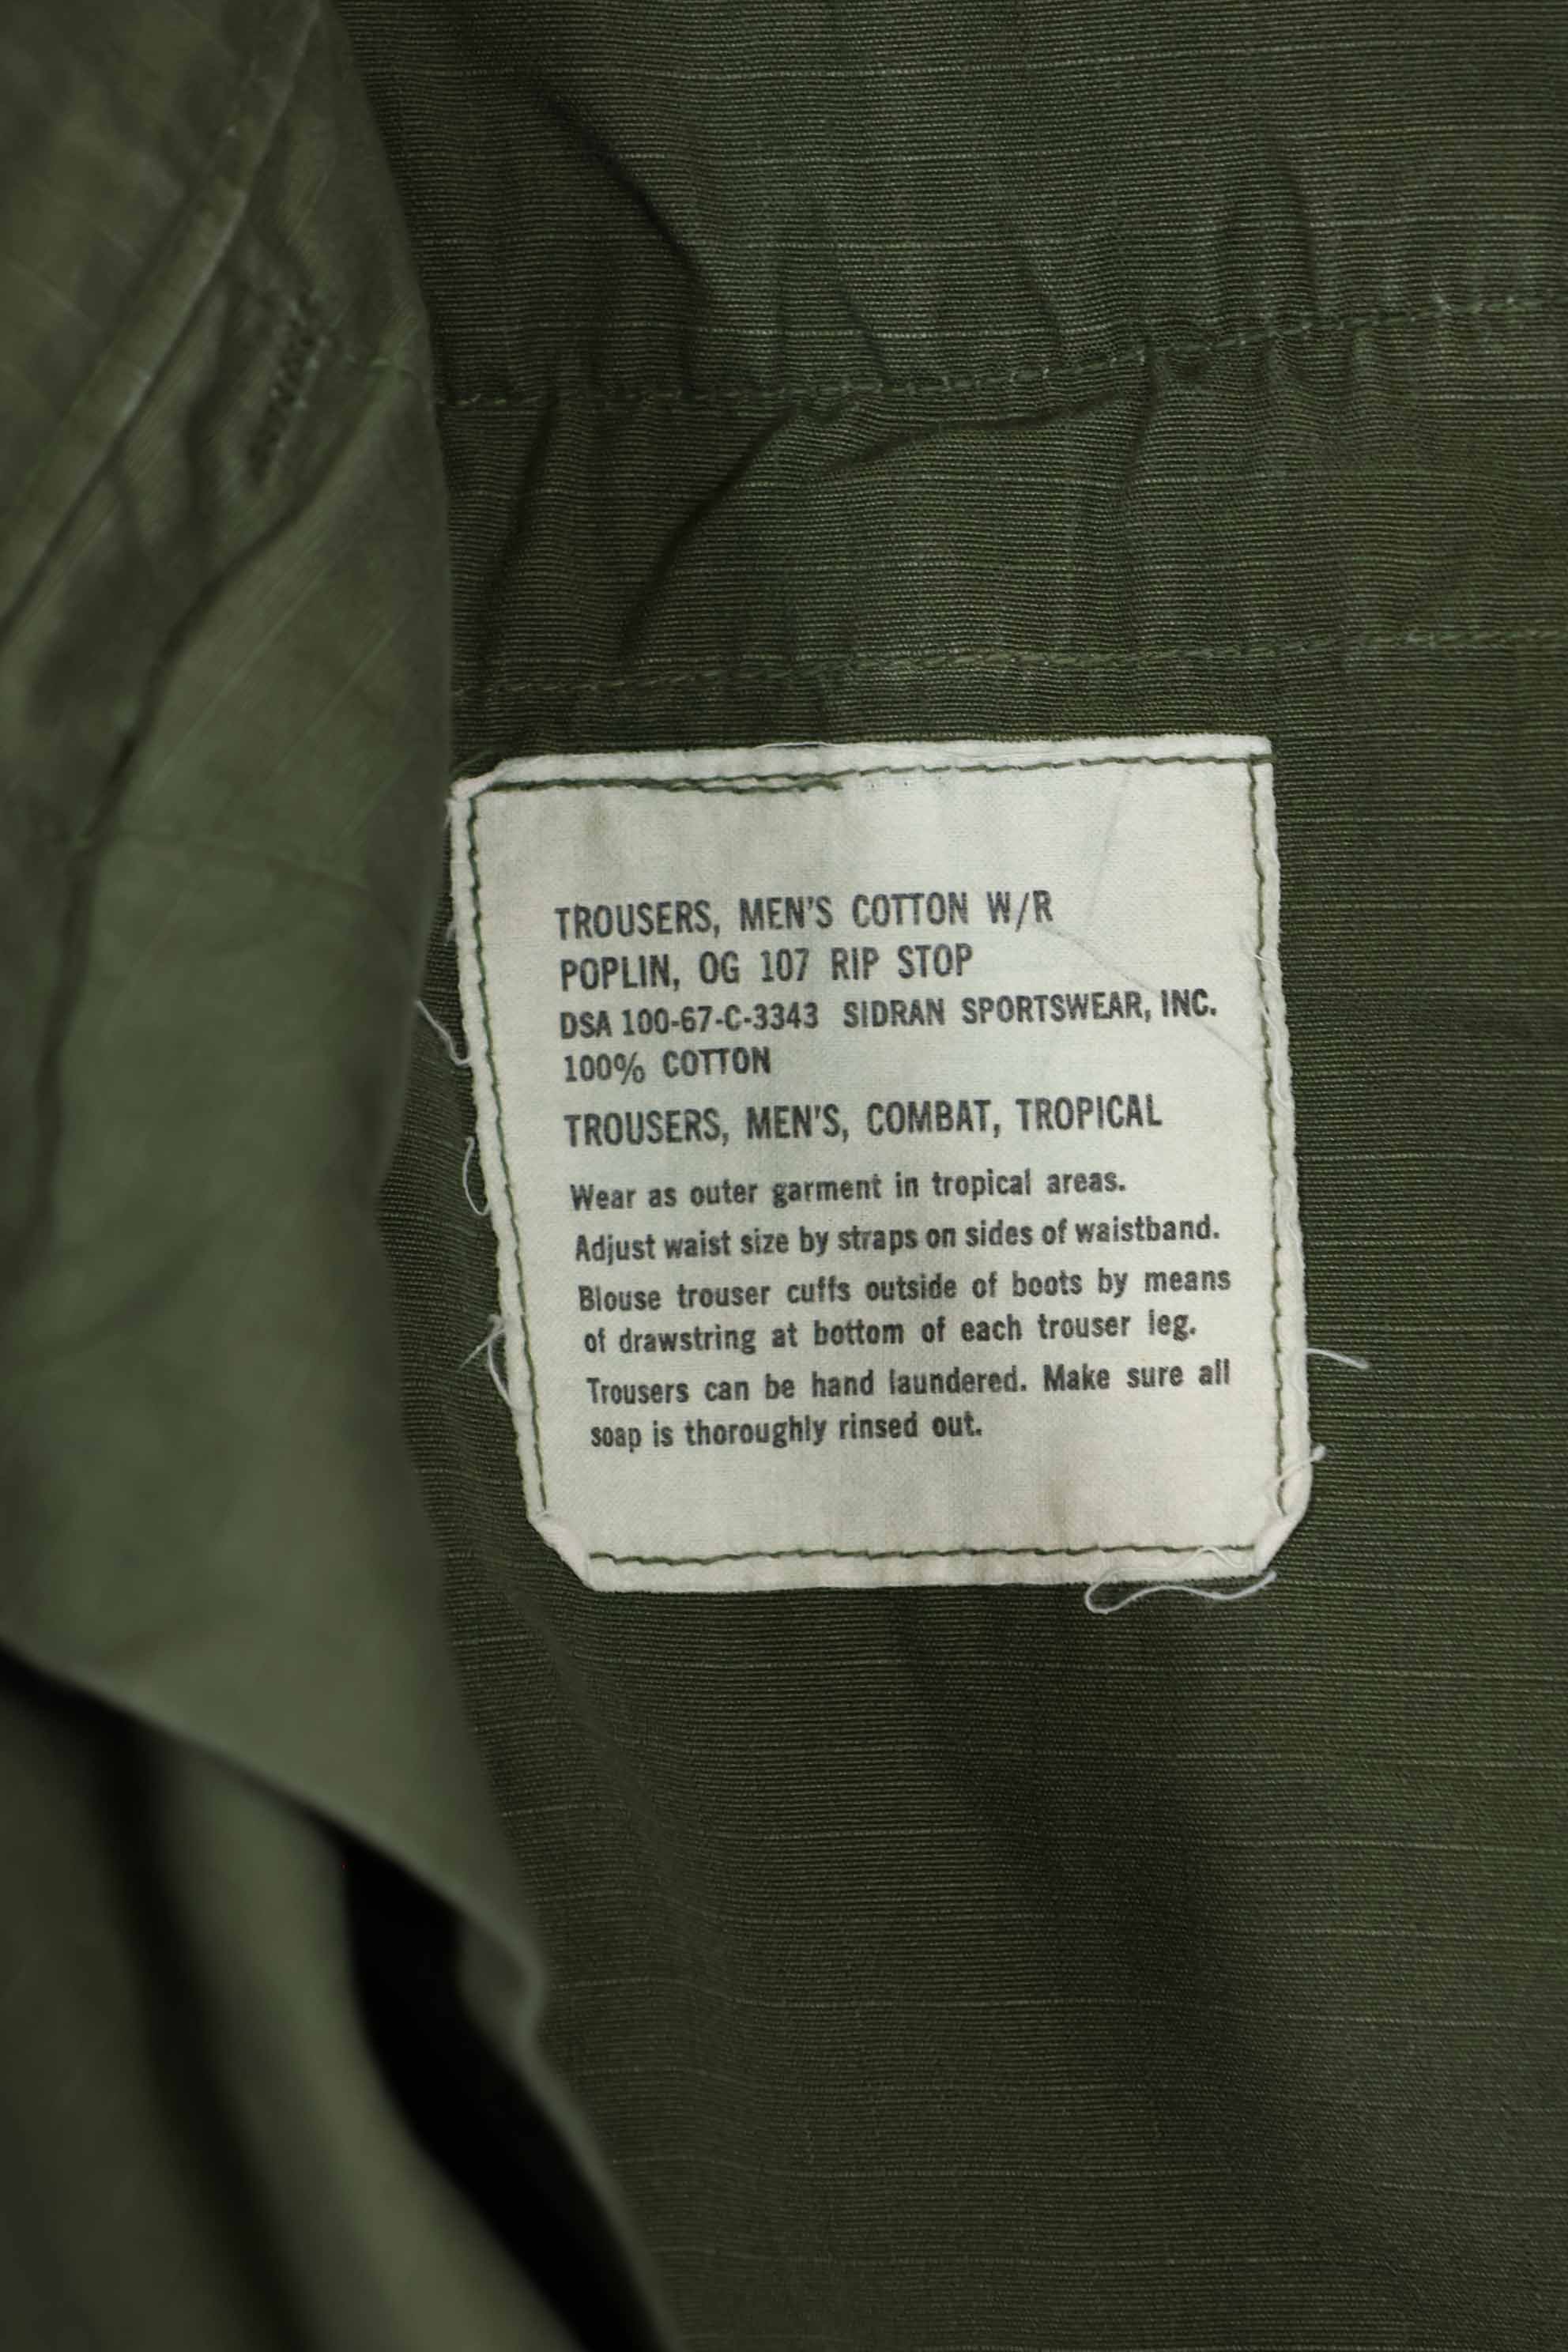 TROUSERS, MEN'S COTTON W/R
POPLIN, OG 107 RIP STOP
DSA 100-67-C-3343 SIDRAN SPORTSWEAR, INC.
100% COTTON
TROUSERS, MEN'S, COMBAT, TROPICAL
Wear as outer garment in tropical areas.
Adjust waist size by straps on sides of waistband.
Blouse trouser cuffs outside of boots by means
of drawstring at bottom of each trouser leg.
Trousers can be hand laundered. Make sure all
soap is thoroughly rinsed out.